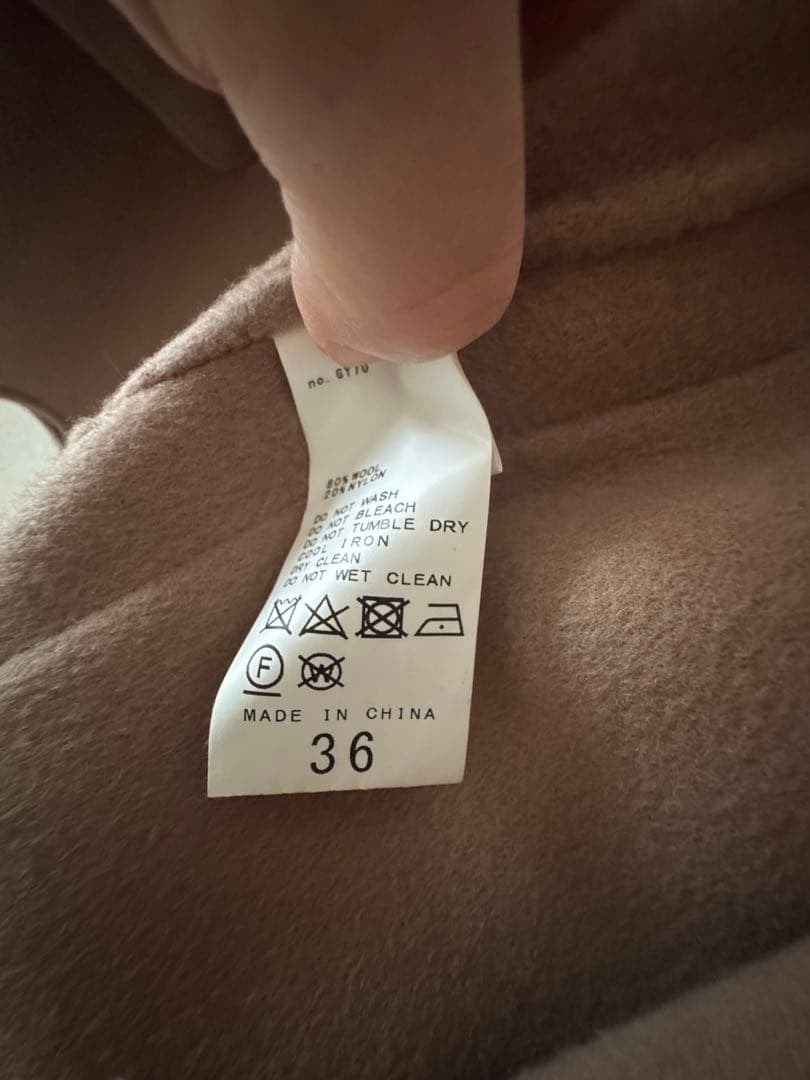 no. GY70
80% WOOL
20% NYLON
DO NOT WASH
DO NOT BLEACH
DO NOT TUMBLE DRY
COOL IRON
DRY CLEAN
DO NOT WET CLEAN
F W
MADE IN CHINA
36